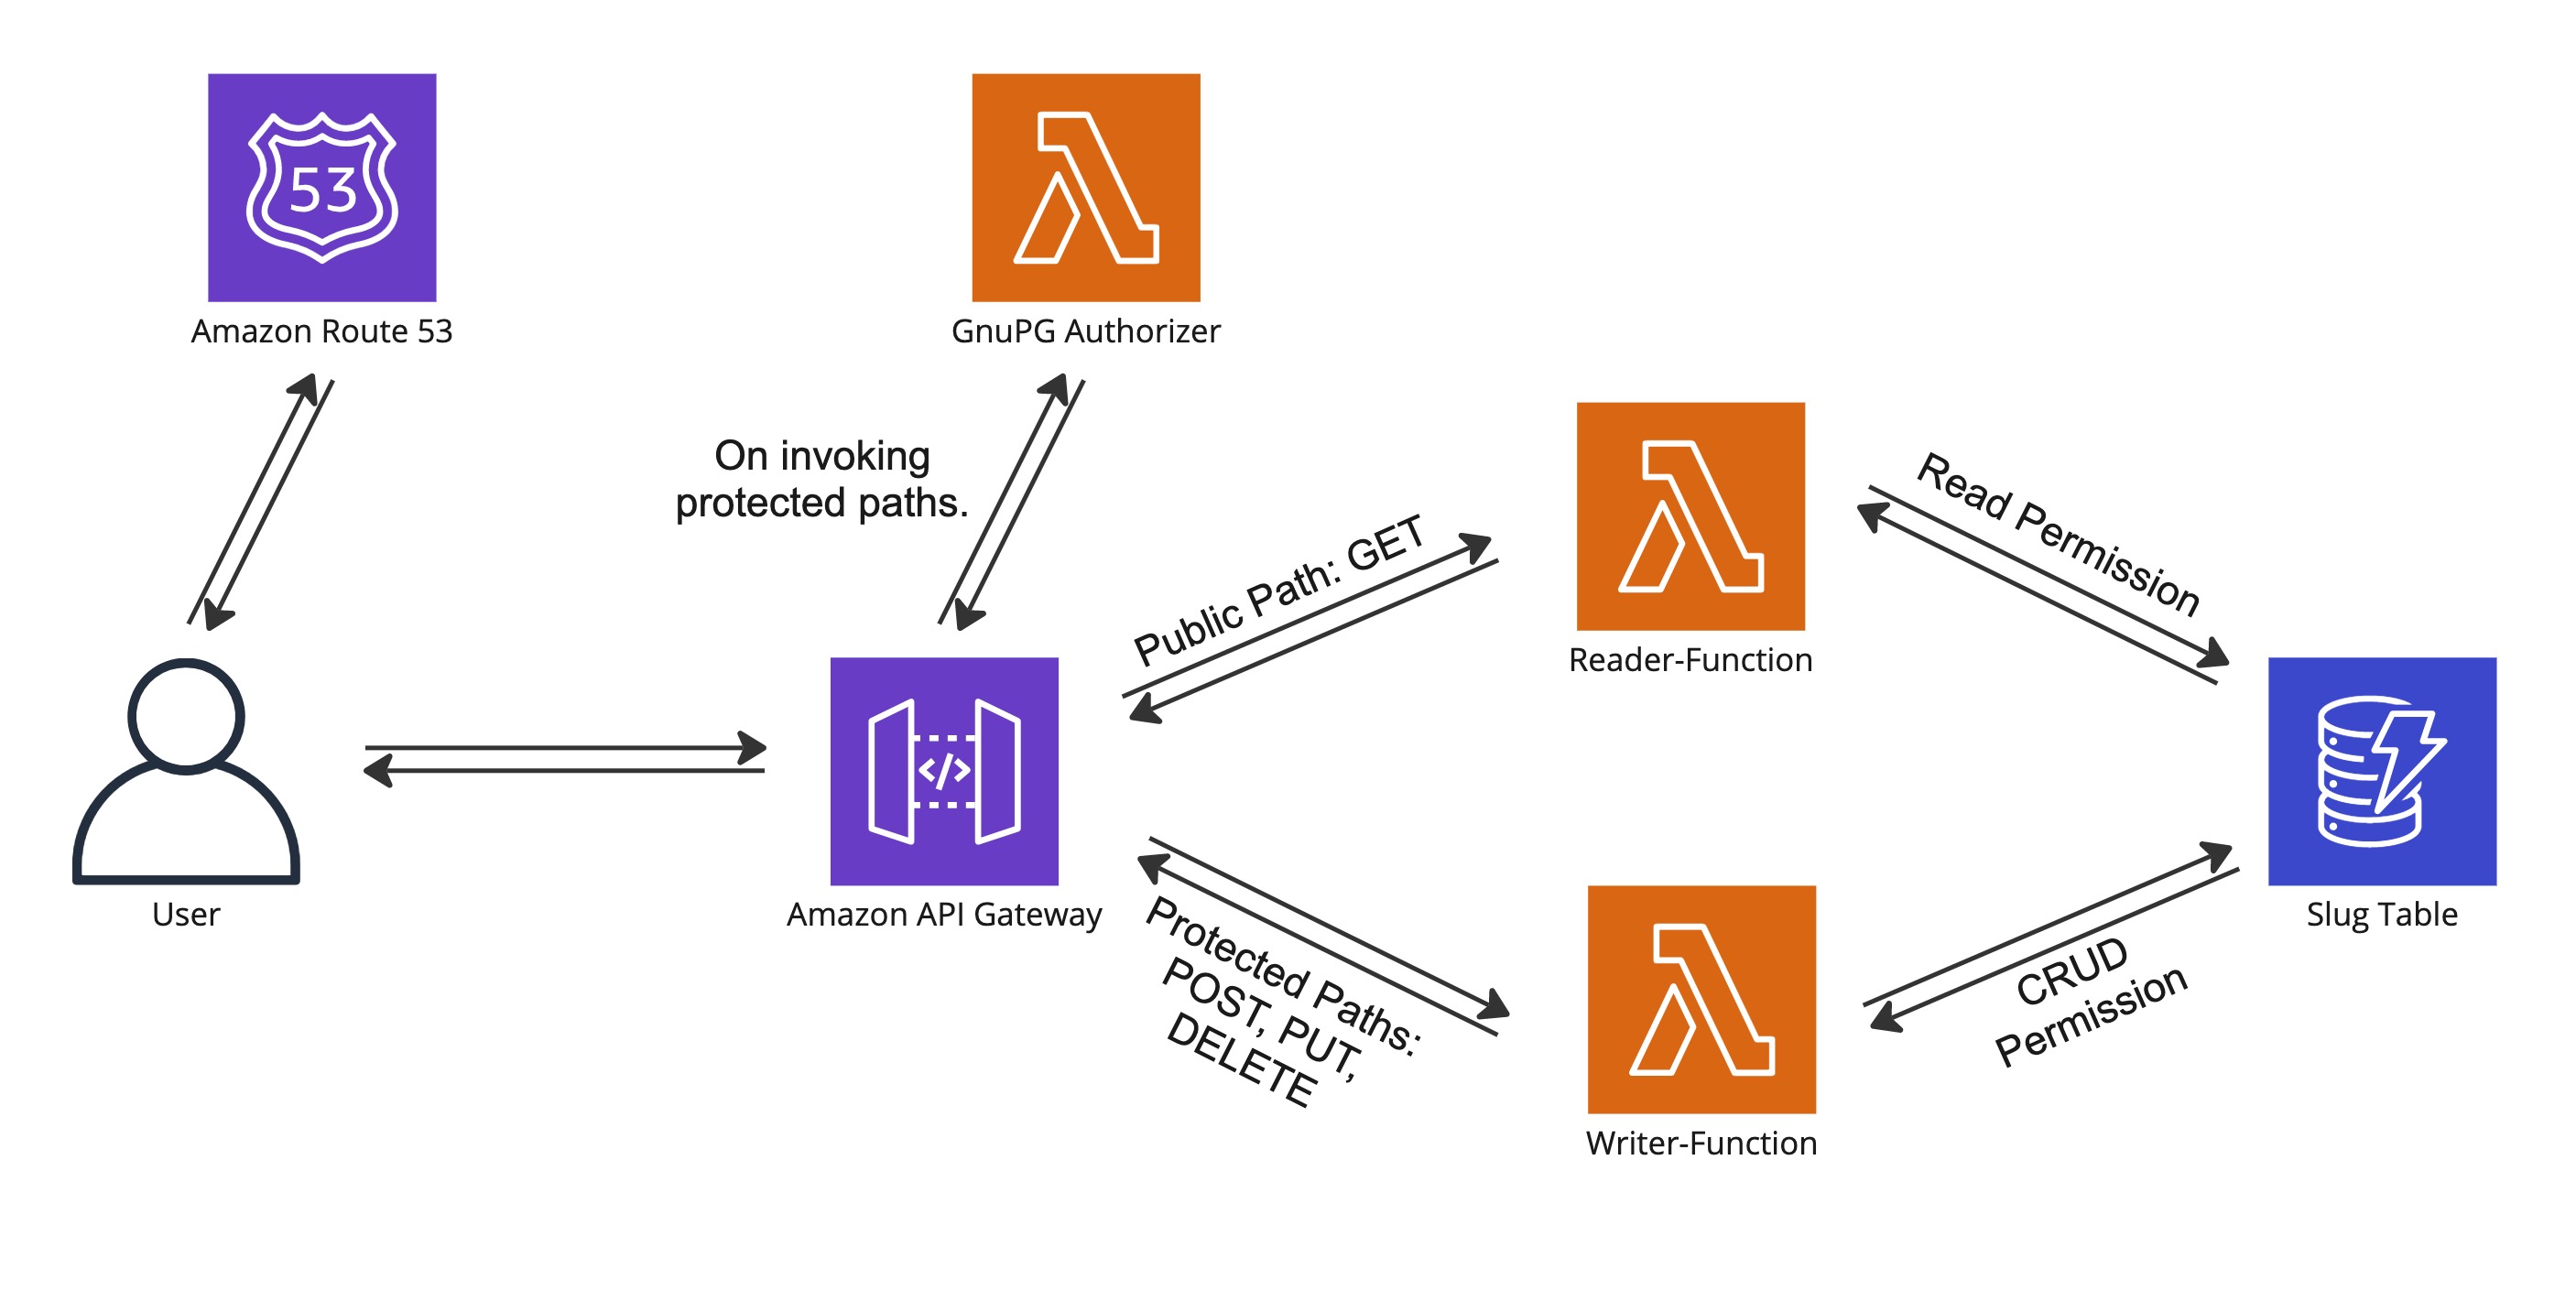 53
Amazon Route 53
GnuPG Authorizer
On invoking
protected paths.
Public Path: GET
Reader-Function
Read Permission
User
</>
Amazon API Gateway
Protected Paths:
POST, PUT,
DELETE
Writer-Function
CRUD
Permission
Slug Table